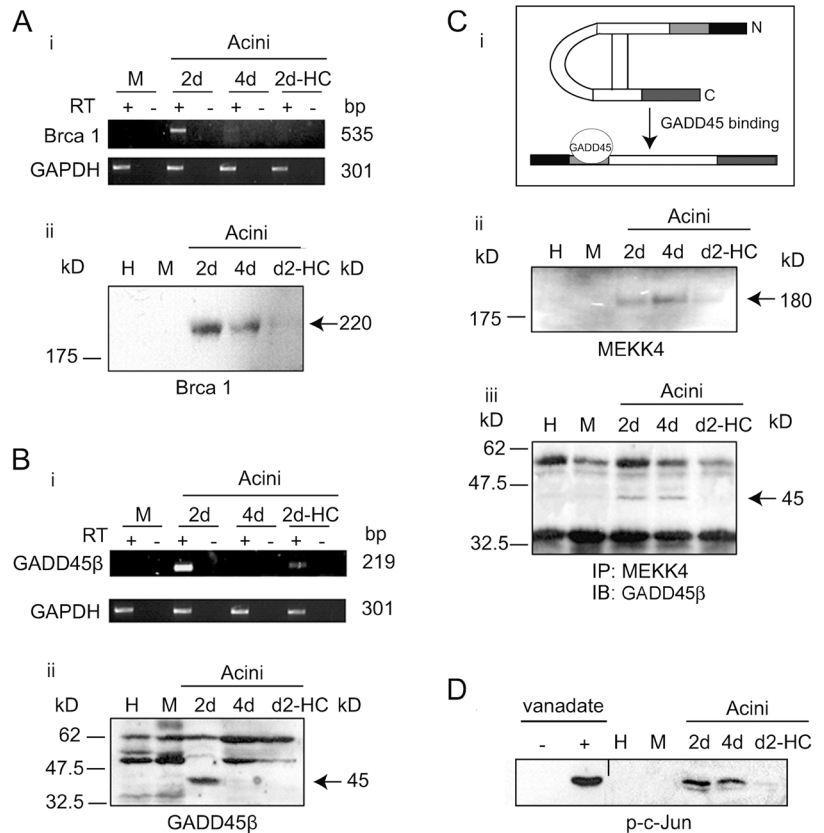 A
i
Acini
M 2d 4d 2d-HC
RT + - + - + - + - bp
Brca 1 535
GAPDH 301
ii
Acini
kD H M 2d 4d d2-HC kD
220
175
Brca 1
B
i
Acini
M 2d 4d 2d-HC
RT + - + - + - + - bp
GADD45β 219
GAPDH 301
ii
Acini
kD H M 2d 4d d2-HC kD
62
47.5
45
32.5
GADD45β
C
i
N
C
GADD45 binding
GADD45
ii
Acini
kD H M 2d 4d d2-HC kD
180
175
MEKK4
iii
Acini
kD H M 2d 4d d2-HC kD
62
47.5
45
32.5
IP: MEKK4
IB: GADD45β
D
vanadate Acini
- + H M 2d 4d d2-HC
p-c-Jun